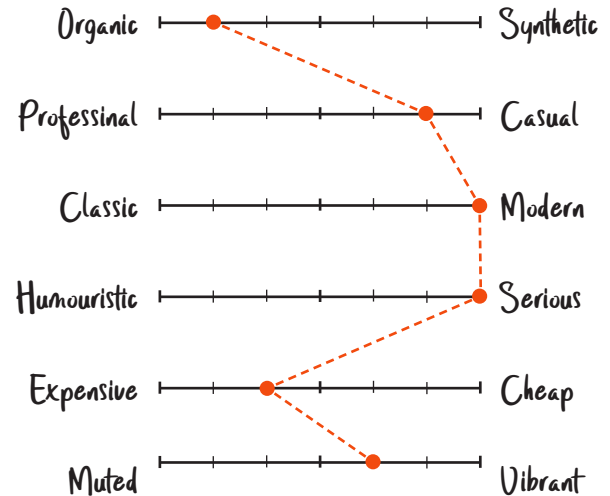 Organic Synthetic
Professinal Casual
Classic Modern
Humouristic Serious
Expensive Cheap
Muted Vibrant